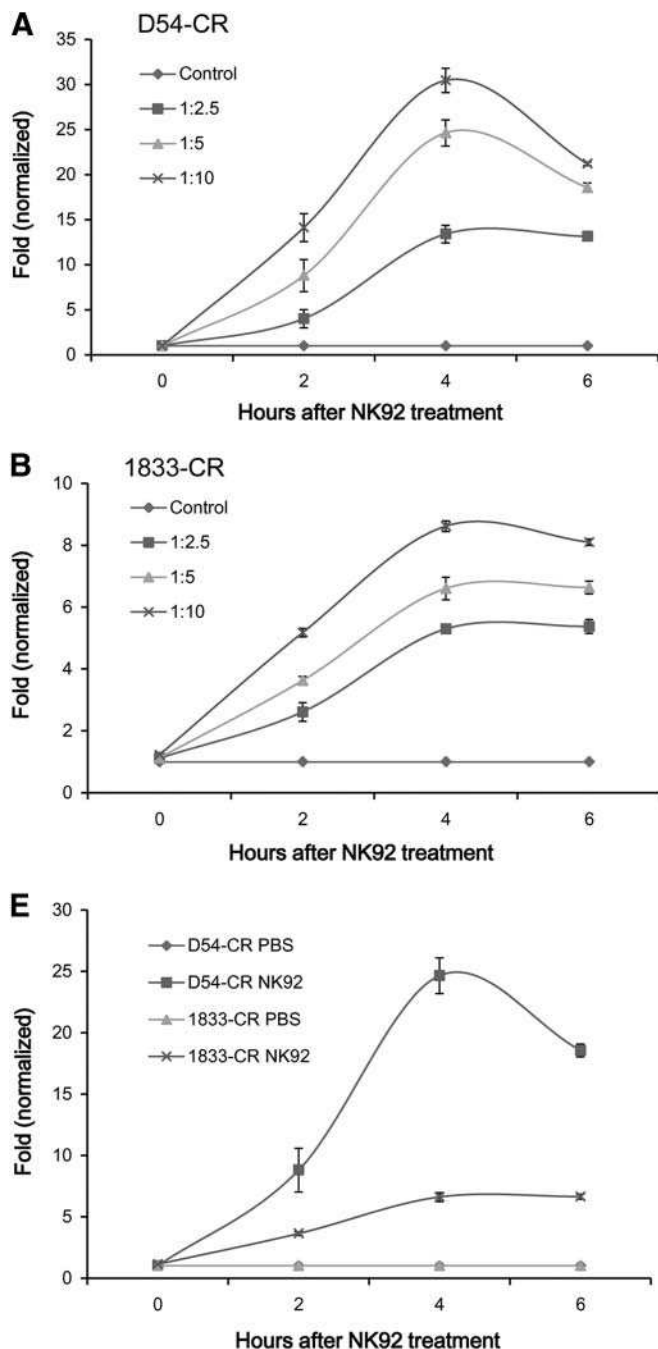 A
D54-CR
35
30
25
20
15
10
5
0
Fold (normalized)
Control
1:2.5
1:5
1:10
0 2 4 6
Hours after NK92 treatment
B
1833-CR
10
8
6
4
2
0
Fold (normalized)
Control
1:2.5
1:5
1:10
0 2 4 6
Hours after NK92 treatment
E
30
25
20
15
10
5
0
Fold (normalized)
D54-CR PBS
D54-CR NK92
1833-CR PBS
1833-CR NK92
0 2 4 6
Hours after NK92 treatment